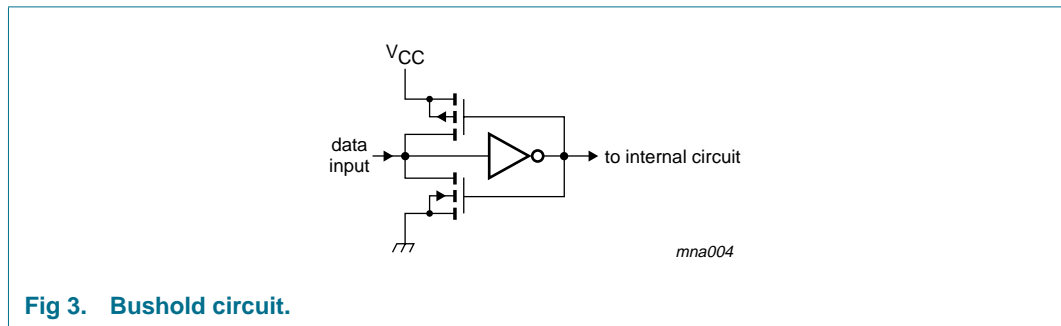 VCC
data
input
to internal circuit
mna004
Fig 3. Bushold circuit.